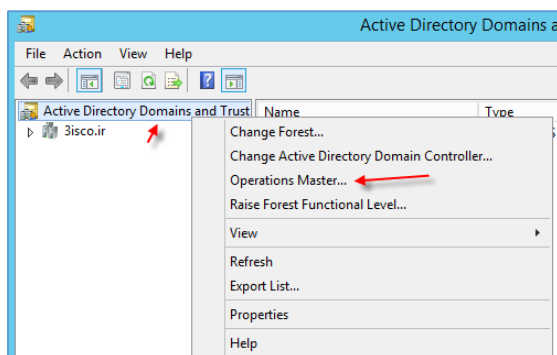 Active Directory Domains a
File Action View Help
Active Directory Domains and Trust Name Type
3isco.ir
Change Forest...
Change Active Directory Domain Controller...
Operations Master...
Raise Forest Functional Level...
View
Refresh
Export List...
Properties
Help